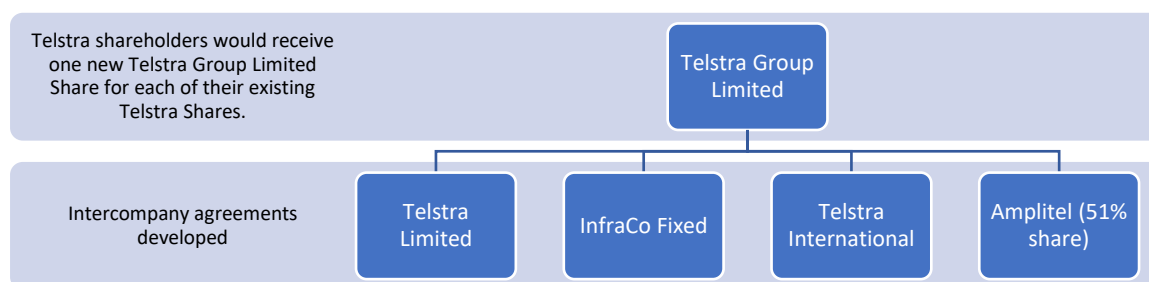 Telstra shareholders would receive
one new Telstra Group Limited
Share for each of their existing
Telstra Shares.
Telstra Group
Limited
Intercompany agreements
developed
Telstra
Limited
InfraCo Fixed
Telstra
International
Amplitel (51%
share)